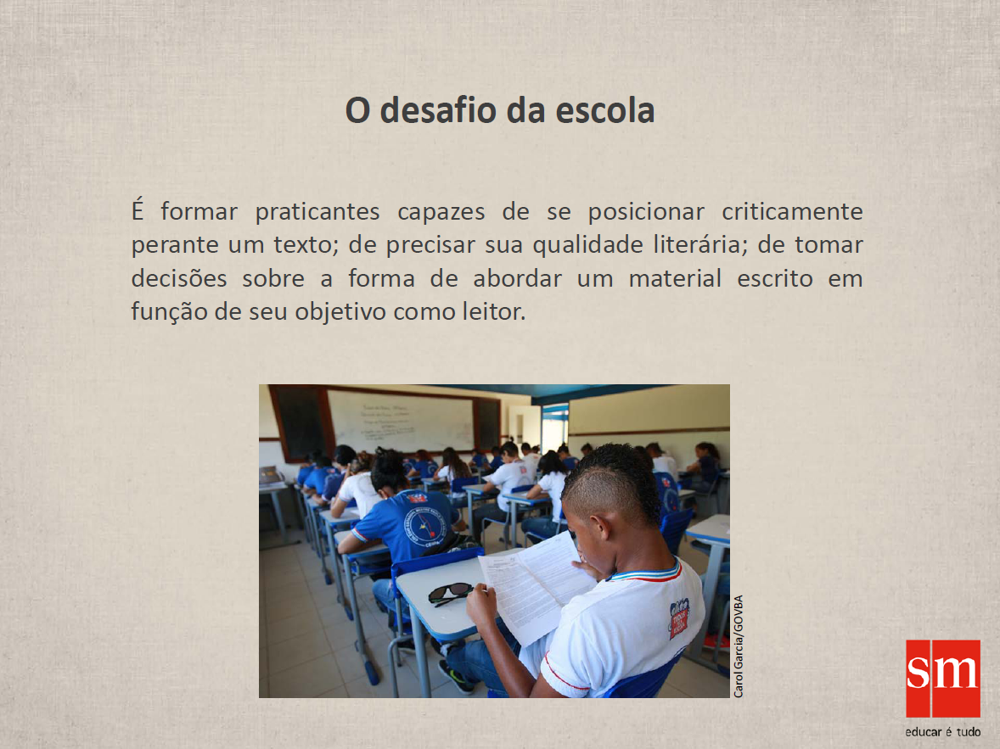 O desafio da escola
É formar praticantes capazes de se posicionar criticamente
perante um texto; de precisar sua qualidade literária; de tomar
decisões sobre a forma de abordar um material escrito em
função de seu objetivo como leitor.
Carol Garcia/GOVBA
sm
educar é tudo